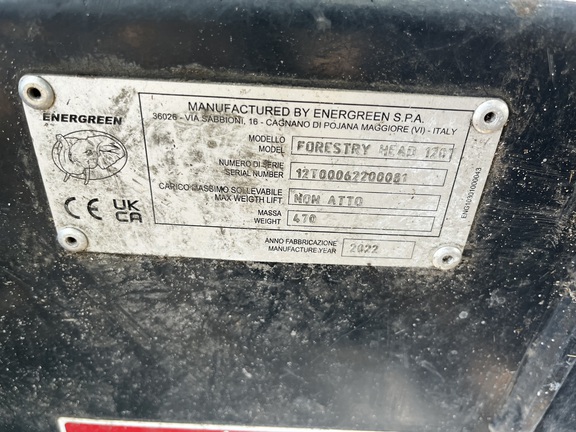 ENERGREEN
MANUFACTURED BY ENERGREEN S.P.A.
36026 - VIA SABBIONI, 16 - CAGNANO DI POJANA MAGGIORE (VI) - ITALY
MODELLO
MODEL FORESTRY HEAD 120
NUMERO DI SERIE
SERIAL NUMBER 12T00062200081
CARICO MASSIMO SOLLEVABILE
MAX WEIGTH LIFT NON ATTO
MASSA
WEIGHT 470
ANNO FABBRICAZIONE
MANUFACTURE YEAR 2022
CE UK
CA